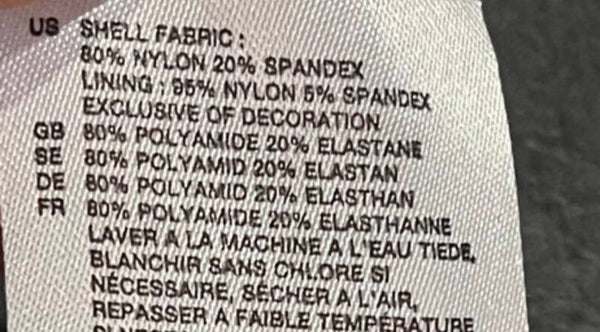 US SHELL FABRIC :
80% NYLON 20% SPANDEX
LINING : 95% NYLON 5% SPANDEX
EXCLUSIVE OF DECORATION
GB 80% POLYAMIDE 20% ELASTANE
SE 80% POLYAMID 20% ELASTAN
DE 80% POLYAMID 20% ELASTHAN
FR 80% POLYAMIDE 20% ELASTHANNE
LAVER A LA MACHINE A L'EAU TIEDE,
BLANCHIR SANS CHLORE SI
NÉCESSAIRE, SÉCHER A L'AIR,
REPASSER A FAIBLE TEMPÉRATURE